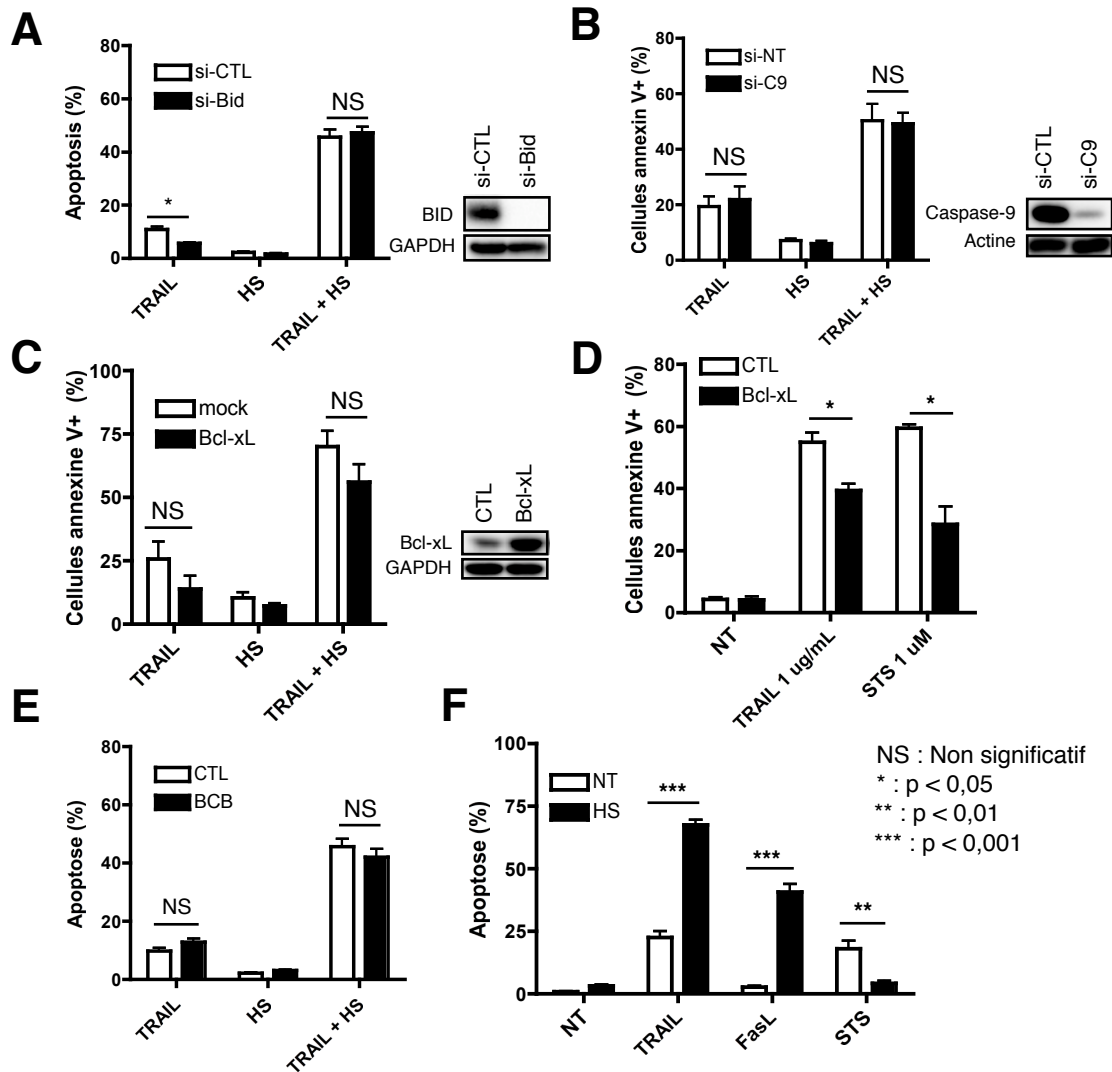 A
Apoptosis (%)
80
60
40
20
0
si-CTL
si-Bid
*
NS
TRAIL
HS
TRAIL + HS
si-CTL
si-Bid
BID
GAPDH
B
Cellules annexin V+ (%)
80
60
40
20
0
si-NT
si-C9
NS
NS
TRAIL
HS
TRAIL + HS
si-CTL
si-C9
Caspase-9
Actine
C
Cellules annexine V+ (%)
100
75
50
25
0
mock
Bcl-xL
NS
NS
TRAIL
HS
TRAIL + HS
CTL
Bcl-xL
Bcl-xL
GAPDH
D
Cellules annexine V+ (%)
80
60
40
20
0
CTL
Bcl-xL
*
*
NT
TRAIL 1 ug/mL
STS 1 uM
E
Apoptose (%)
80
60
40
20
0
CTL
BCB
NS
NS
TRAIL
HS
TRAIL + HS
F
Apoptose (%)
100
75
50
25
0
NT
HS
***
***
**
NT
TRAIL
FasL
STS
NS : Non significatif
* : p < 0,05
** : p < 0,01
*** : p < 0,001